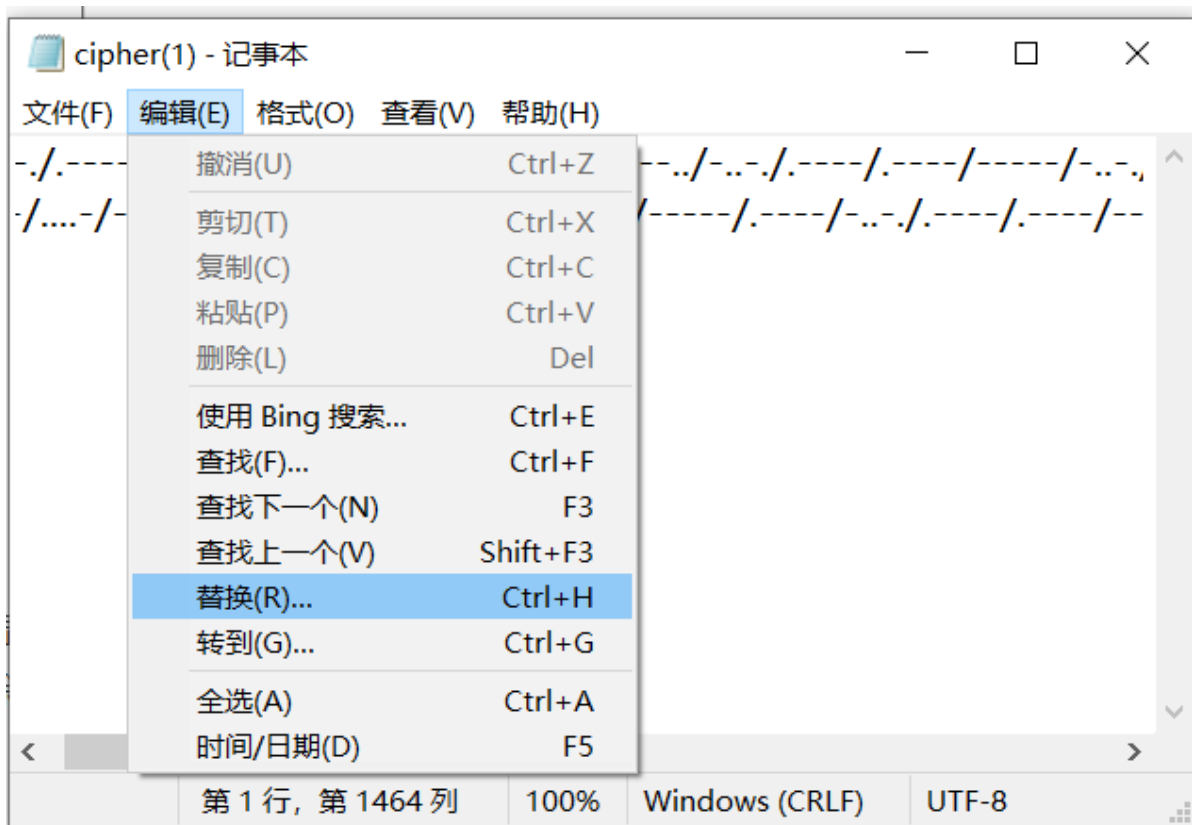 cipher(1) - 记事本
文件(F) 编辑(E) 格式(O) 查看(V) 帮助(H)
-./.---- --../-..-./.----/.----/-----/-..-.
-/....-/- /-----/.----/-..-./.----/.----/--
撤消(U) Ctrl+Z
剪切(T) Ctrl+X
复制(C) Ctrl+C
粘贴(P) Ctrl+V
删除(L) Del
使用 Bing 搜索... Ctrl+E
查找(F)... Ctrl+F
查找下一个(N) F3
查找上一个(V) Shift+F3
替换(R)... Ctrl+H
转到(G)... Ctrl+G
全选(A) Ctrl+A
时间/日期(D) F5
第 1 行，第 1464 列 100% Windows (CRLF) UTF-8